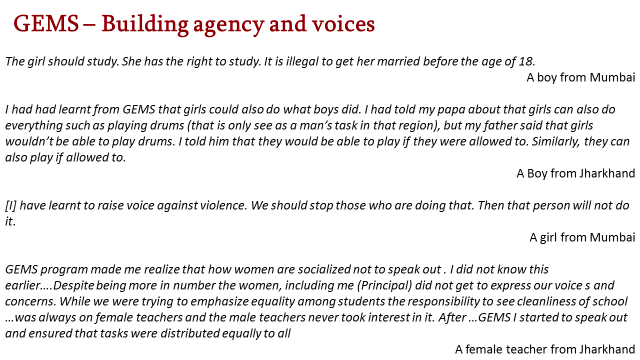 GEMS – Building agency and voices
The girl should study. She has the right to study. It is illegal to get her married before the age of 18.
A boy from Mumbai
I had had learnt from GEMS that girls could also do what boys did. I had told my papa about that girls can also do
everything such as playing drums (that is only see as a man's task in that region), but my father said that girls
wouldn't be able to play drums. I told him that they would be able to play if they were allowed to. Similarly, they can
also play if allowed to.
A Boy from Jharkhand
[I] have learnt to raise voice against violence. We should stop those who are doing that. Then that person will not do
it.
A girl from Mumbai
GEMS program made me realize that how women are socialized not to speak out . I did not know this
earlier....Despite being more in number the women, including me (Principal) did not get to express our voice s and
concerns. While we were trying to emphasize equality among students the responsibility to see cleanliness of school
...was always on female teachers and the male teachers never took interest in it. After ...GEMS I started to speak out
and ensured that tasks were distributed equally to all
A female teacher from Jharkhand